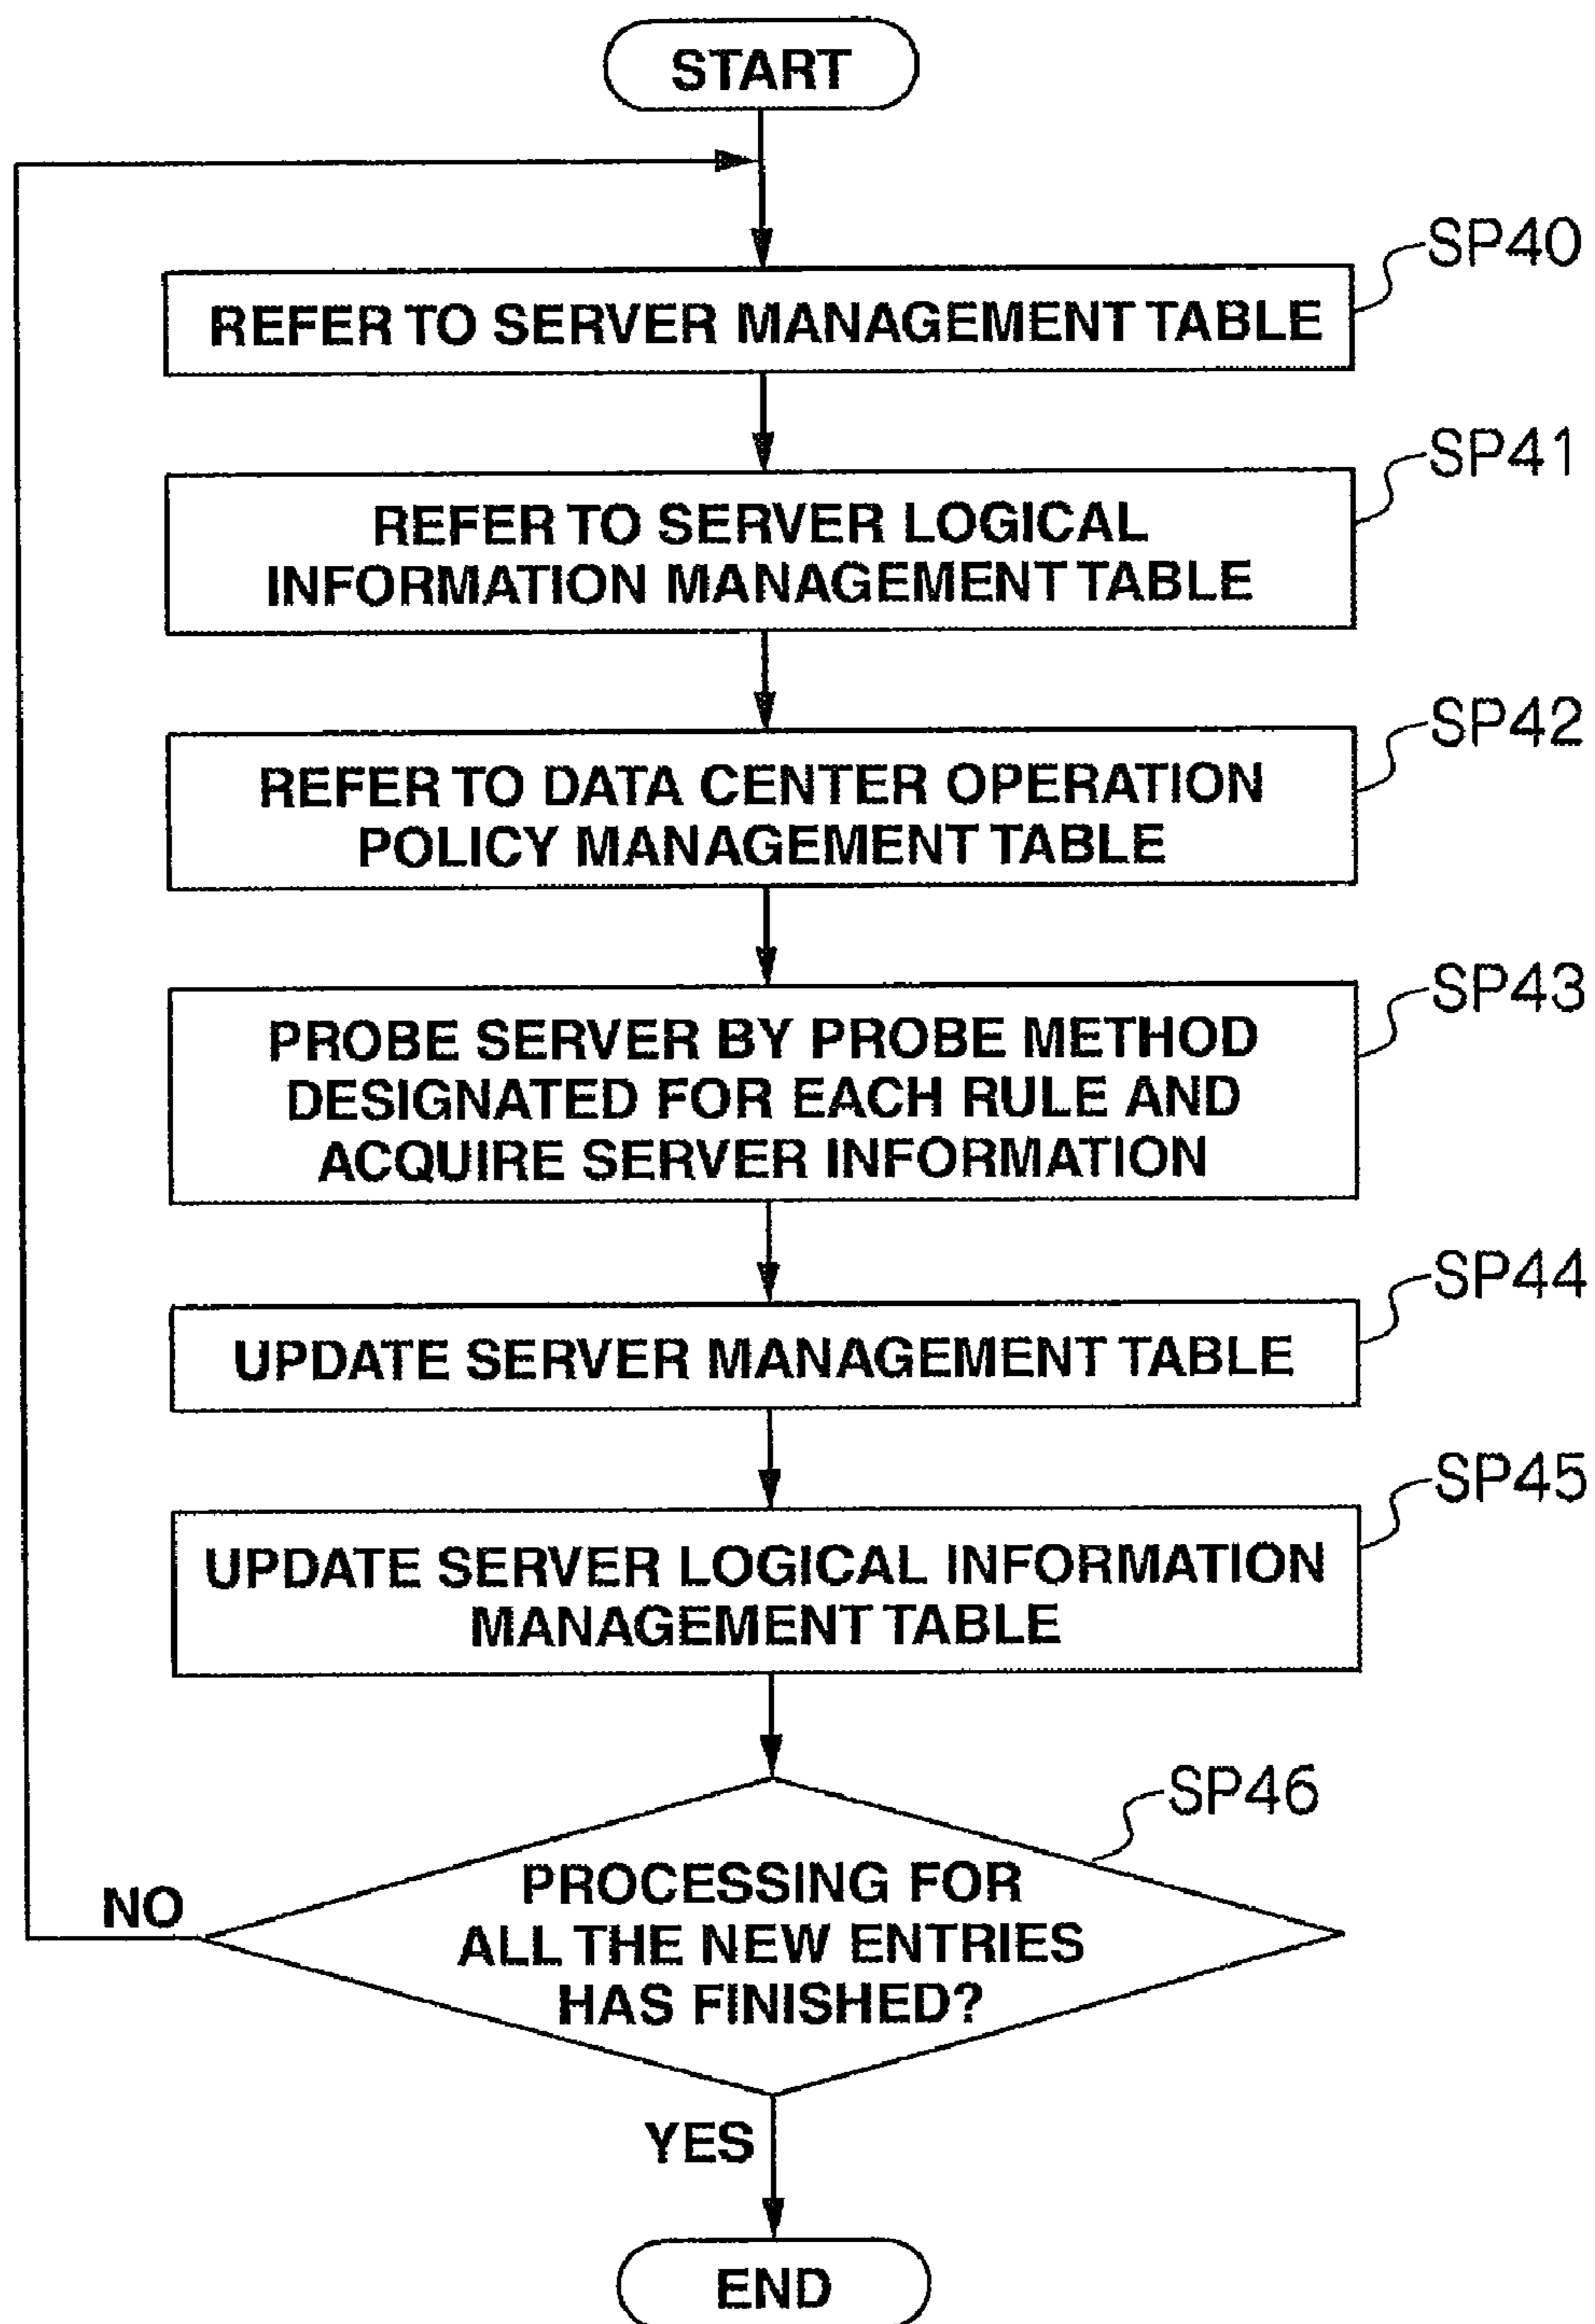 START
SP40
REFER TO SERVER MANAGEMENT TABLE
SP41
REFER TO SERVER LOGICAL
INFORMATION MANAGEMENT TABLE
SP42
REFER TO DATA CENTER OPERATION
POLICY MANAGEMENT TABLE
SP43
PROBE SERVER BY PROBE METHOD
DESIGNATED FOR EACH RULE AND
ACQUIRE SERVER INFORMATION
SP44
UPDATE SERVER MANAGEMENT TABLE
SP45
UPDATE SERVER LOGICAL INFORMATION
MANAGEMENT TABLE
SP46
PROCESSING FOR
ALL THE NEW ENTRIES
HAS FINISHED?
NO
YES
END